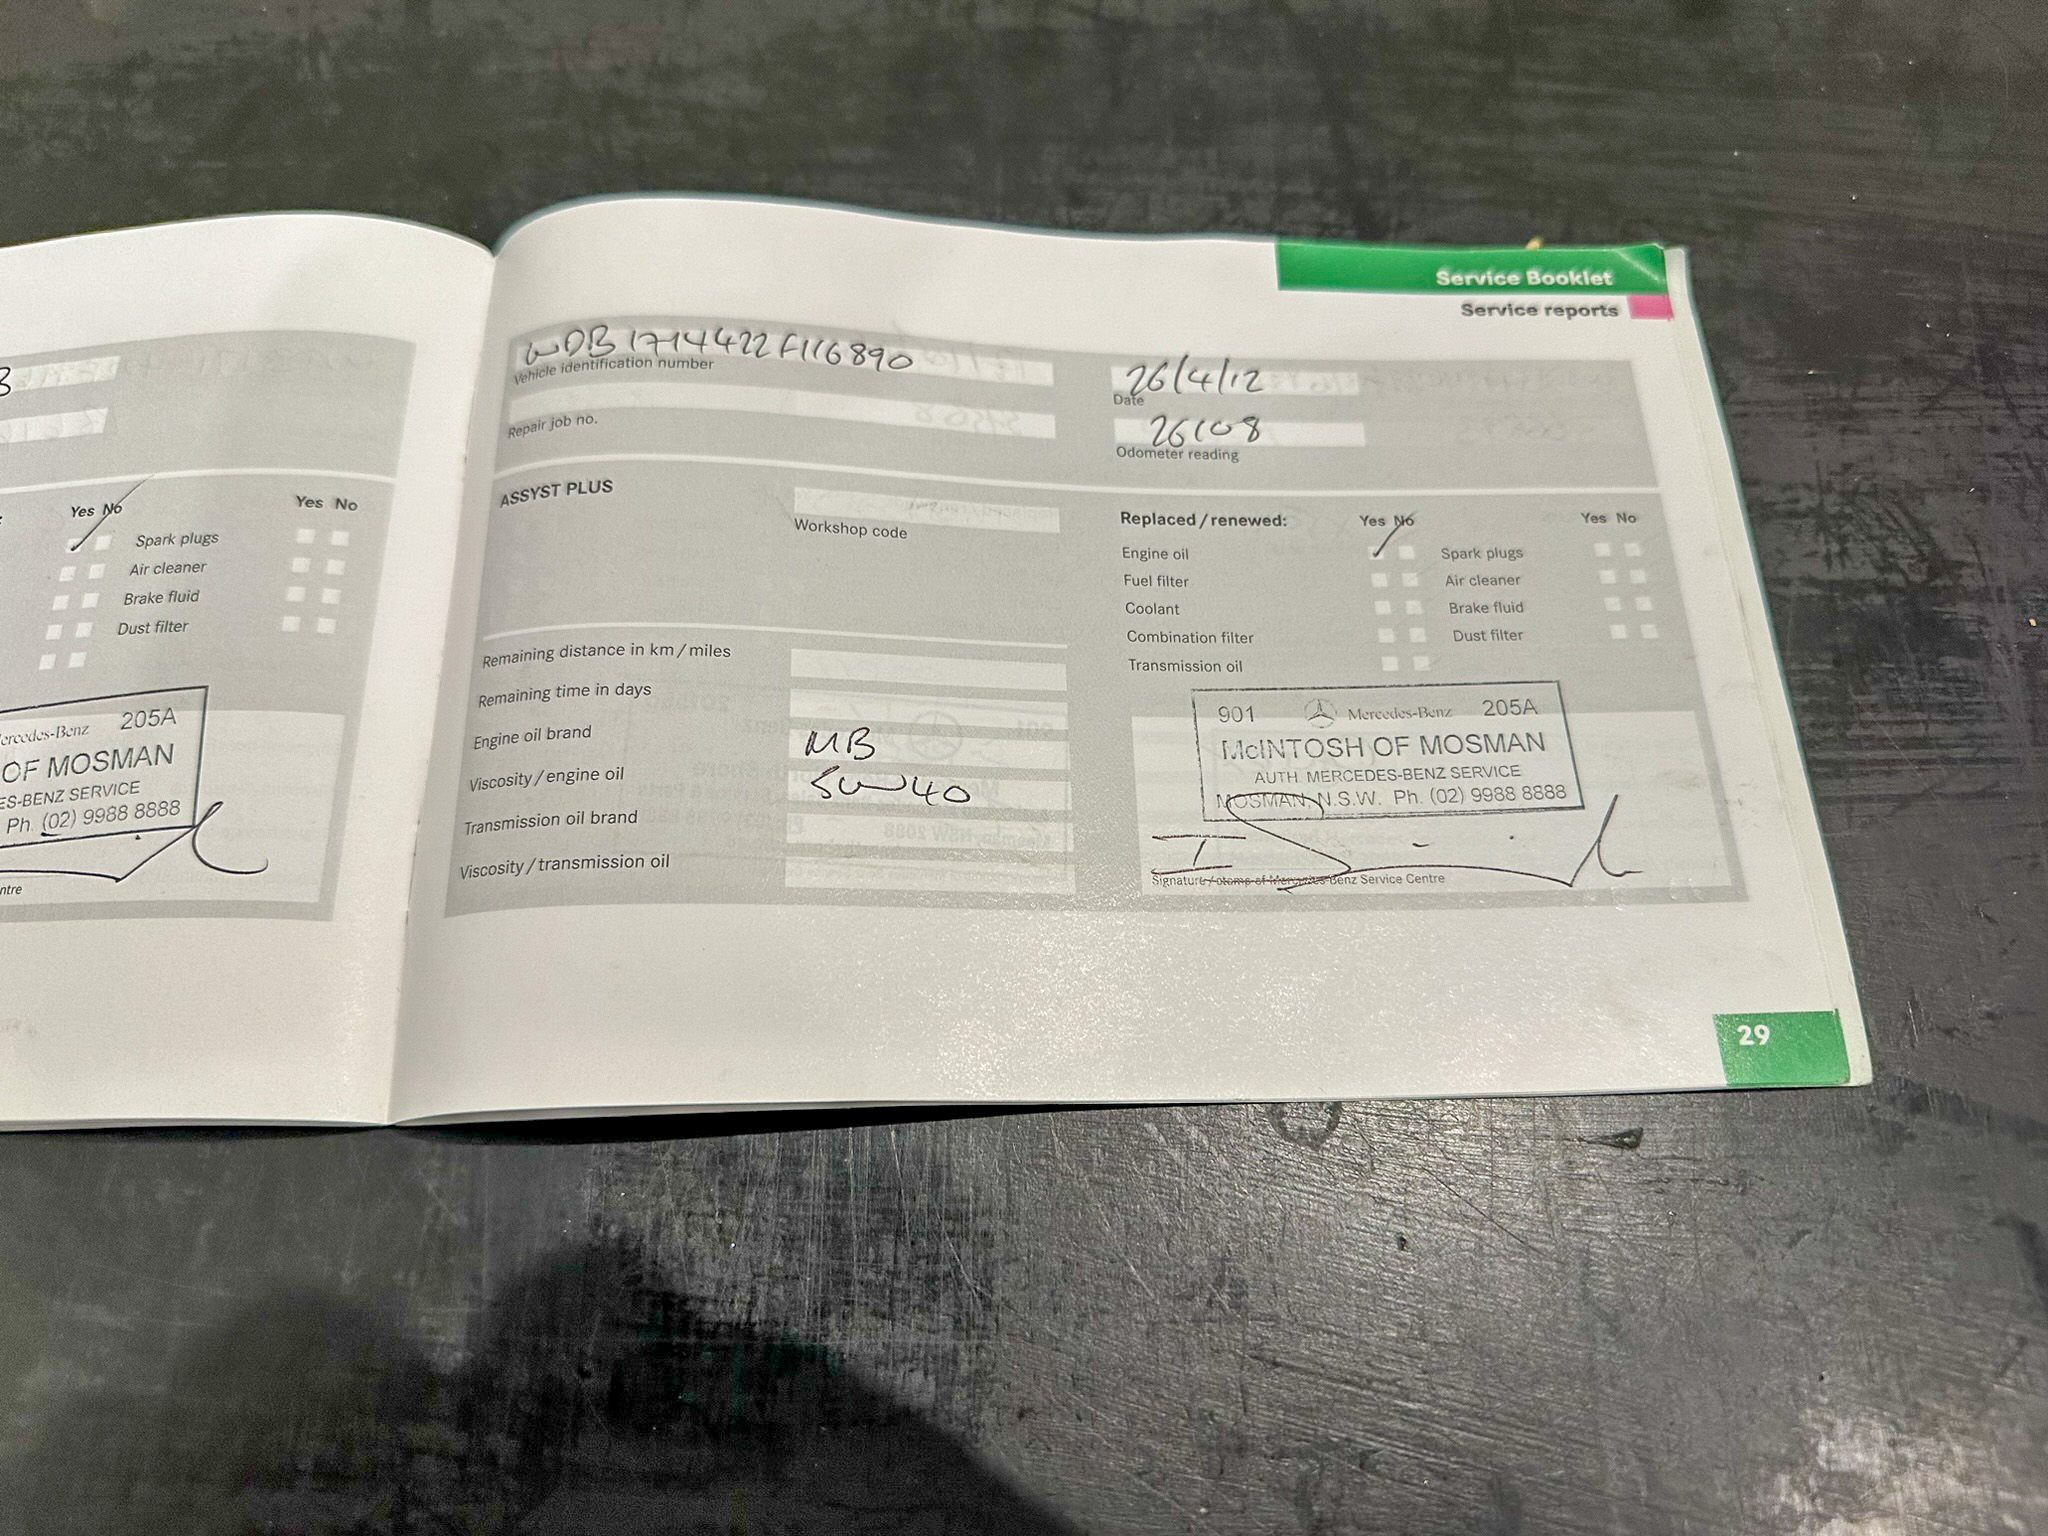 Yes No
Yes No
Spark plugs
Air cleaner
Brake fluid
Dust filter
205A
OF MOSMAN
BENZ SERVICE
Ph. (02) 9988 8888
Service Booklet
Service reports
WDB1714422F116890
Vehicle identification number
Repair job no.
26/4/12
Date
26108
Odometer reading
ASSYST PLUS
Workshop code
Remaining distance in km / miles
Remaining time in days
Engine oil brand
MB
Viscosity / engine oil
5W40
Transmission oil brand
Viscosity / transmission oil
Replaced / renewed:
Yes No
Yes No
Engine oil
Spark plugs
Fuel filter
Air cleaner
Coolant
Brake fluid
Combination filter
Dust filter
Transmission oil
901 Mercedes-Benz 205A
McINTOSH OF MOSMAN
AUTH MERCEDES-BENZ SERVICE
MOSMAN, N.S.W. Ph. (02) 9988 8888
Signature / stamp of Mercedes-Benz Service Centre
29